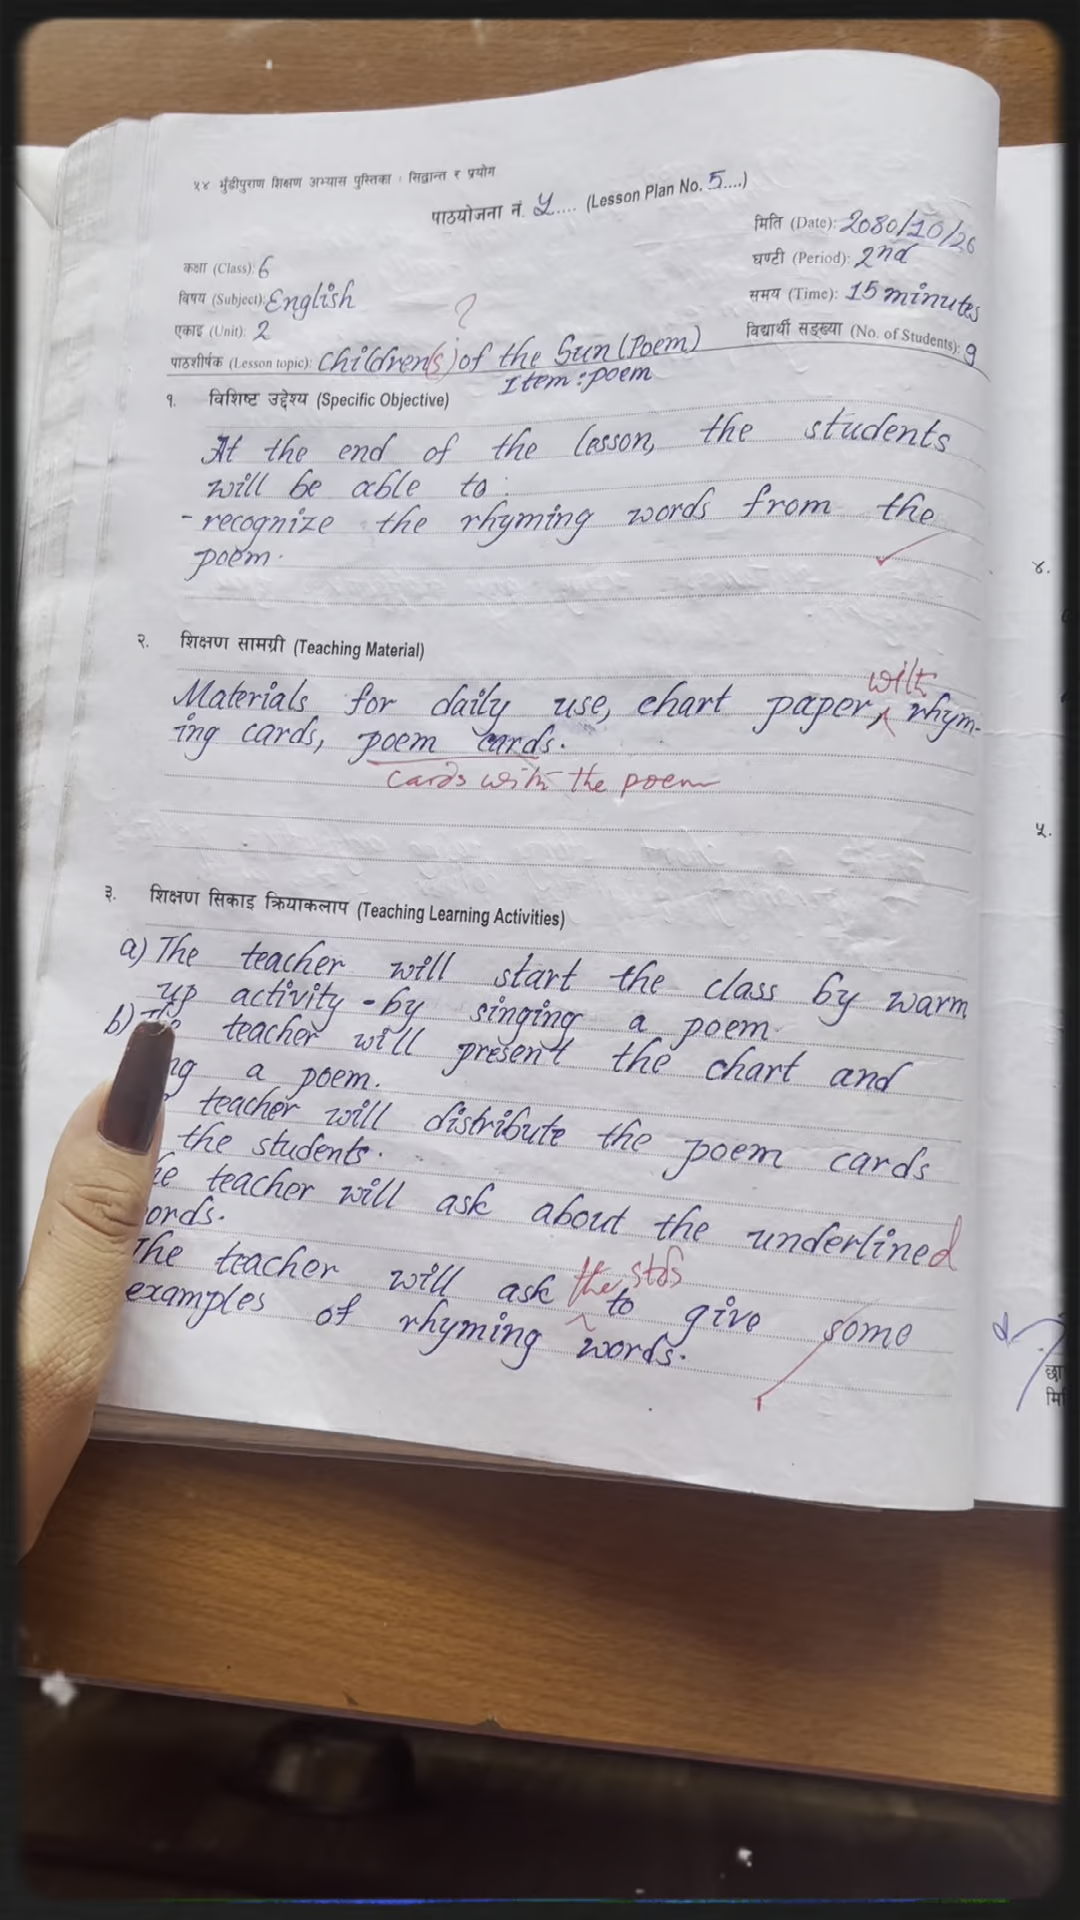 ५४ भुँडीपुराण शिक्षण अभ्यास पुस्तिका : सिद्धान्त र प्रयोग
पाठयोजना नं. ५.... (Lesson Plan No. 5....)
मिति (Date): 2080/10/26
कक्षा (Class): 6
घण्टी (Period): 2nd
विषय (Subject): English
समय (Time): 15 minutes
एकाइ (Unit): 2
?
विद्यार्थी सङ्ख्या (No. of Students): 9
पाठशीर्षक (Lesson topic): Children(s) of the Sun (Poem)
Item : poem
१. विशिष्ट उद्देश्य (Specific Objective)
At the end of the lesson, the students
will be able to :
- recognize the rhyming words from the
poem.
२. शिक्षण सामग्री (Teaching Material)
with
Materials for daily use, chart paper, rhym-
ing cards, poem cards.
cards with the poem
३. शिक्षण सिकाइ क्रियाकलाप (Teaching Learning Activities)
a) The teacher will start the class by warm
up activity - by singing a poem.
b) The teacher will present the chart and
ng a poem.
teacher will distribute the poem cards
the students.
he teacher will ask about the underlined
ords.
the stds
The teacher will ask to give some
examples of rhyming words.
४.
५.
छा
मि